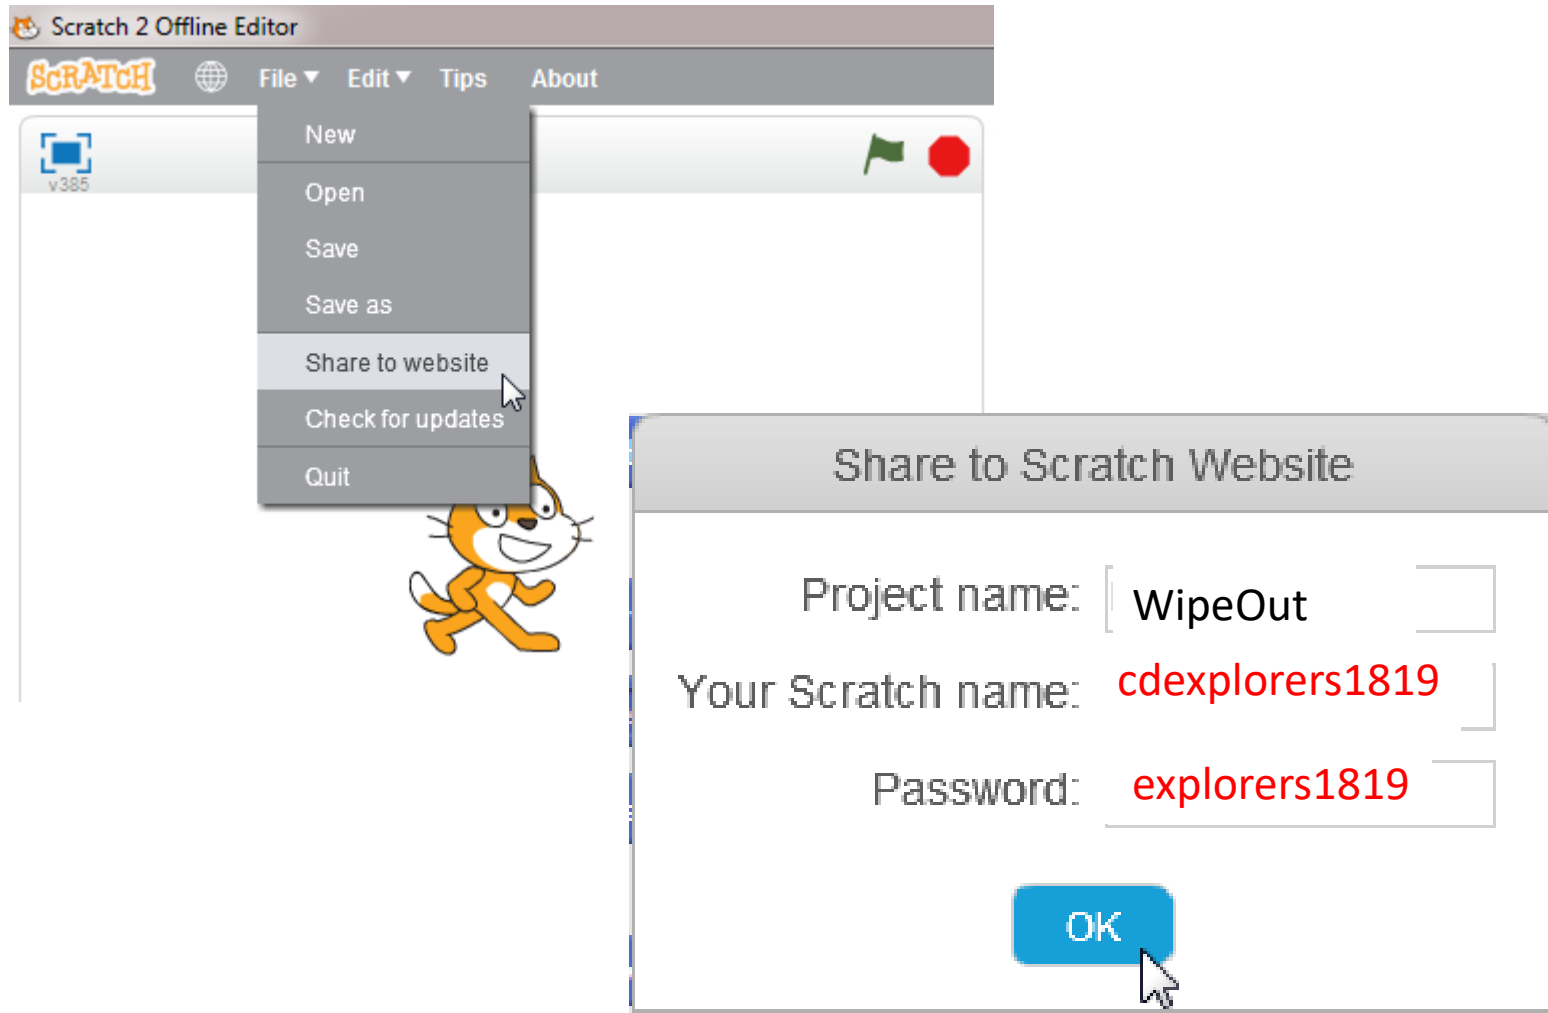 Scratch 2 Offline Editor
SCRATCH File Edit Tips About
v385
New
Open
Save
Save as
Share to website
Check for updates
Quit
Share to Scratch Website
Project name: WipeOut
Your Scratch name: cdexplorers1819
Password: explorers1819
OK